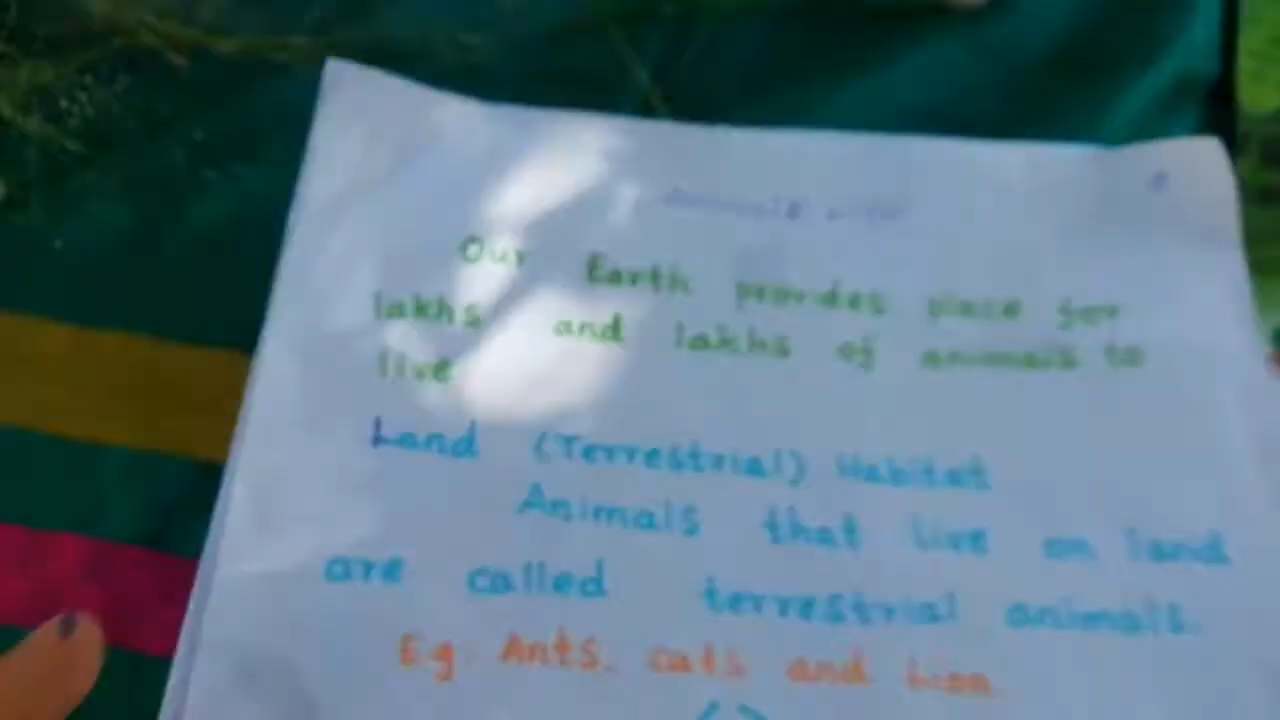 Our Earth provides place for
lakhs and lakhs of animals to
live
Land (Terrestrial) Habitat
Animals that live on land
are called terrestrial animals.
E.g. Ants, cats and Lion